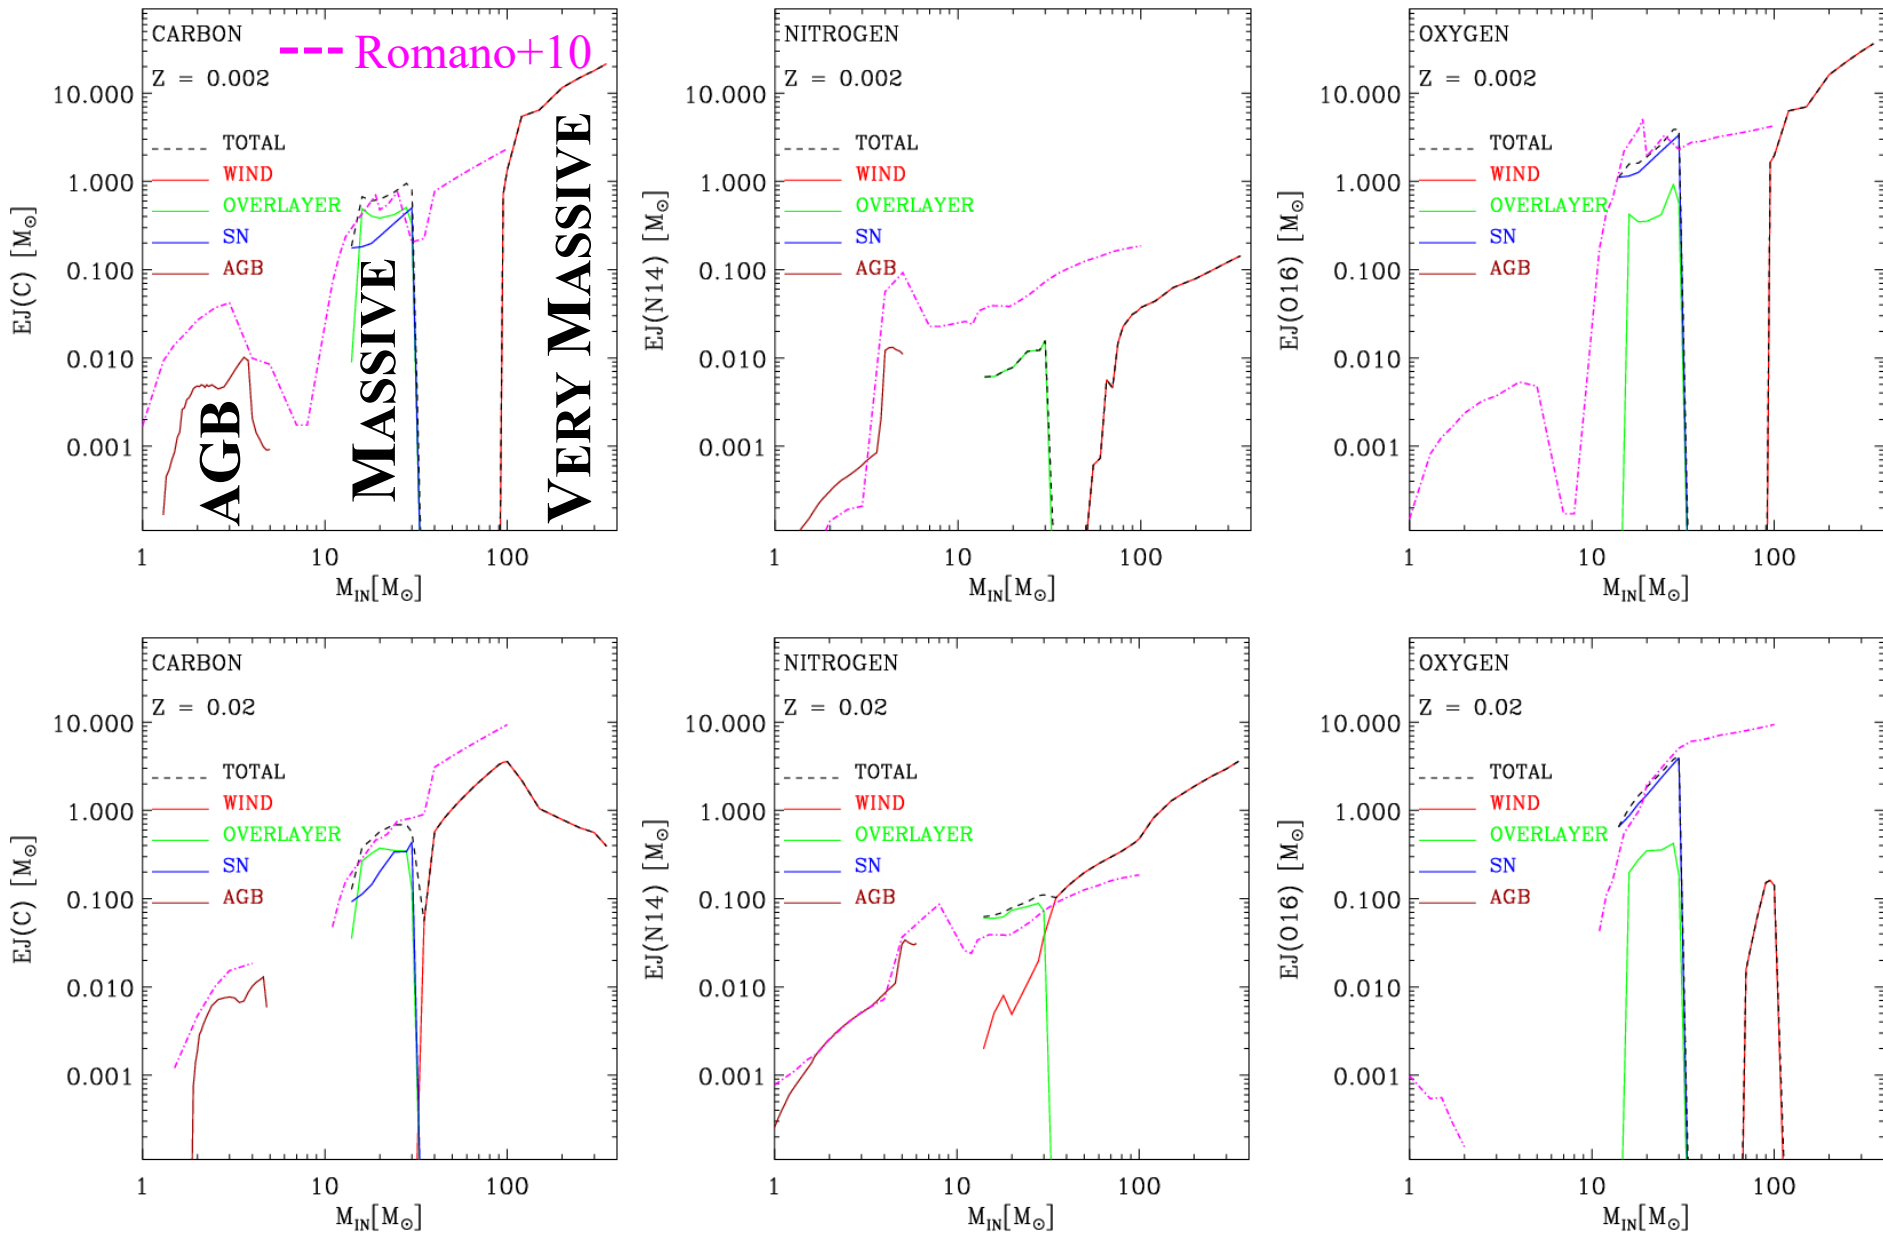 CARBON
Romano+10
Z = 0.002
TOTAL
WIND
OVERLAYER
SN
AGB
AGB
MASSIVE
VERY MASSIVE
10.000
1.000
0.100
0.010
0.001
EJ(C) [M⊙]
1 10 100
M_IN[M⊙]
NITROGEN
Z = 0.002
TOTAL
WIND
OVERLAYER
SN
AGB
10.000
1.000
0.100
0.010
0.001
EJ(N14) [M⊙]
1 10 100
M_IN[M⊙]
OXYGEN
Z = 0.002
TOTAL
WIND
OVERLAYER
SN
AGB
10.000
1.000
0.100
0.010
0.001
EJ(O16) [M⊙]
1 10 100
M_IN[M⊙]
CARBON
Z = 0.02
TOTAL
WIND
OVERLAYER
SN
AGB
10.000
1.000
0.100
0.010
0.001
EJ(C) [M⊙]
1 10 100
M_IN[M⊙]
NITROGEN
Z = 0.02
TOTAL
WIND
OVERLAYER
SN
AGB
10.000
1.000
0.100
0.010
0.001
EJ(N14) [M⊙]
1 10 100
M_IN[M⊙]
OXYGEN
Z = 0.02
TOTAL
WIND
OVERLAYER
SN
AGB
10.000
1.000
0.100
0.010
0.001
EJ(O16) [M⊙]
1 10 100
M_IN[M⊙]